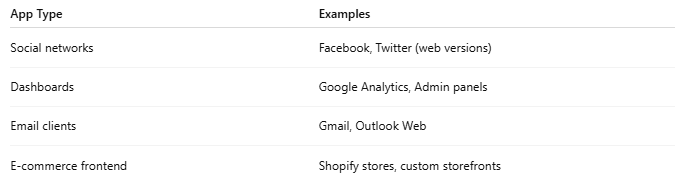 App Type Examples
Social networks Facebook, Twitter (web versions)
Dashboards Google Analytics, Admin panels
Email clients Gmail, Outlook Web
E-commerce frontend Shopify stores, custom storefronts